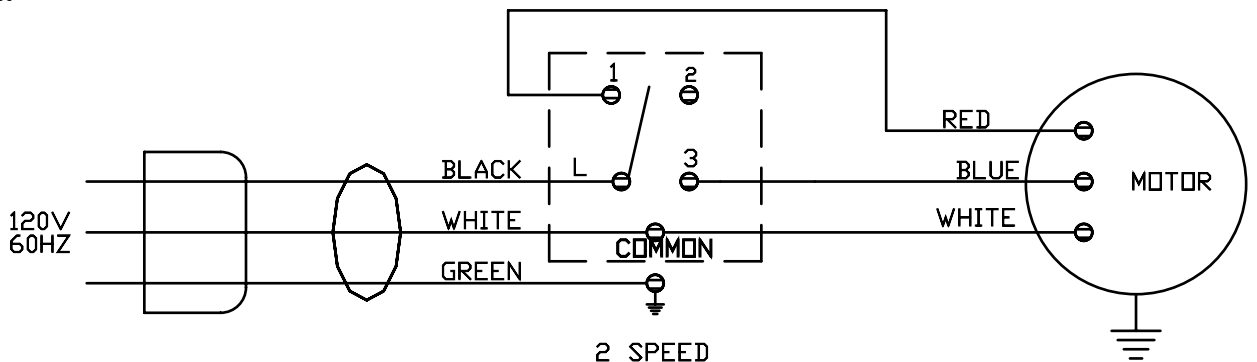 1 2
RED
BLACK L 3 BLUE MOTOR
120V WHITE WHITE
60HZ COMMON
GREEN
2 SPEED